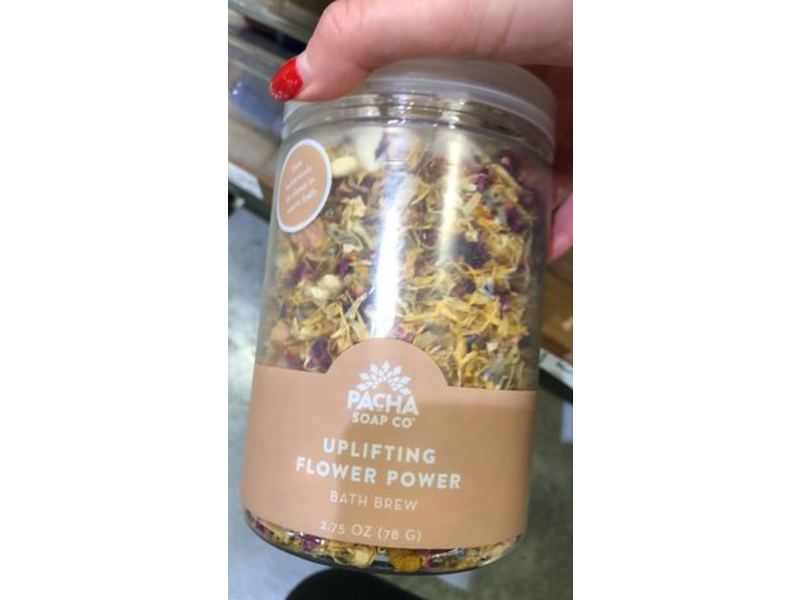 PACHA
SOAP CO
UPLIFTING
FLOWER POWER
BATH BREW
2.75 OZ (78 G)